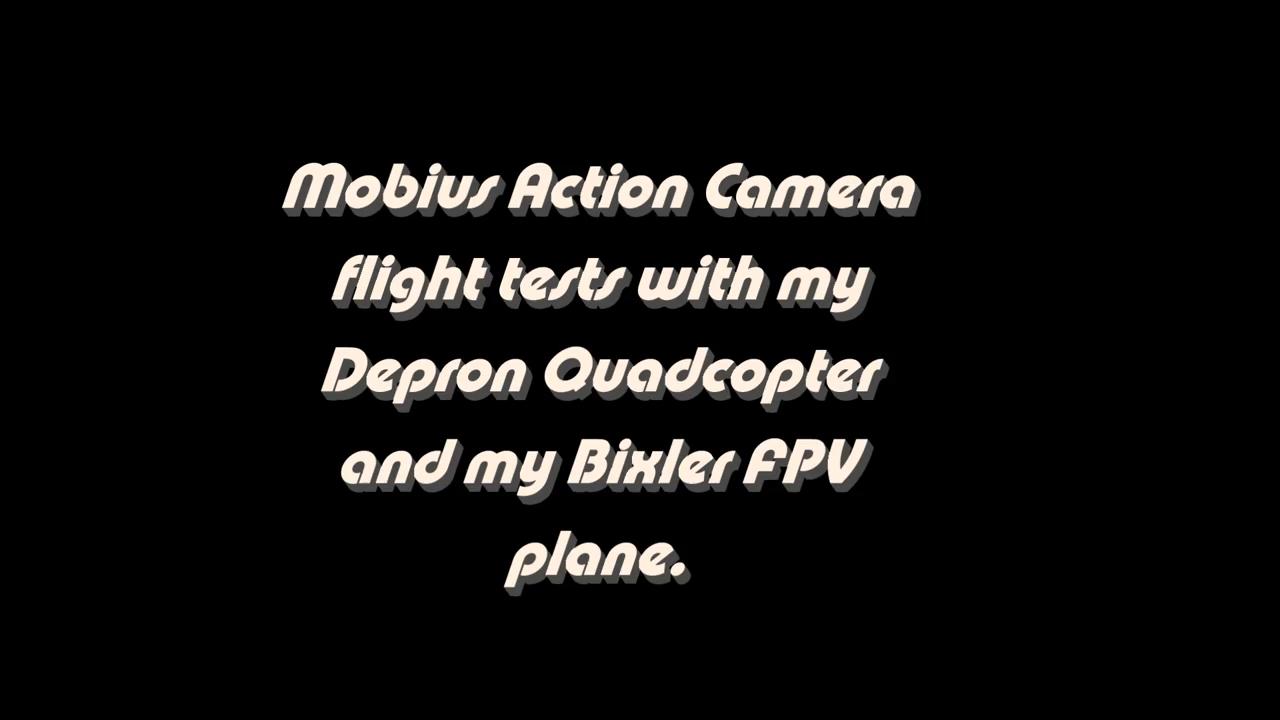 Mobius Action Camera
flight tests with my
Depron Quadcopter
and my Bixler FPV
plane.